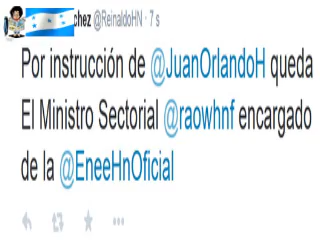 chez @ReinaldoHN · 7 s
Por instrucción de @JuanOrlandoH queda
El Ministro Sectorial @raowhnf encargado
de la @EneeHnOficial